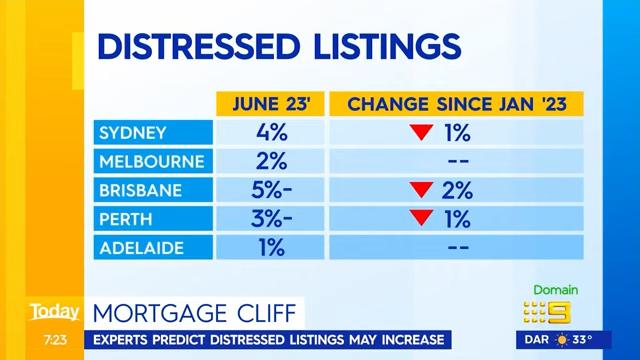 DISTRESSED LISTINGS
JUNE 23' CHANGE SINCE JAN '23
SYDNEY 4% 1%
MELBOURNE 2% --
BRISBANE 5%- 2%
PERTH 3%- 1%
ADELAIDE 1% --
Domain
9
Today
MORTGAGE CLIFF
7:23
EXPERTS PREDICT DISTRESSED LISTINGS MAY INCREASE
DAR 33°